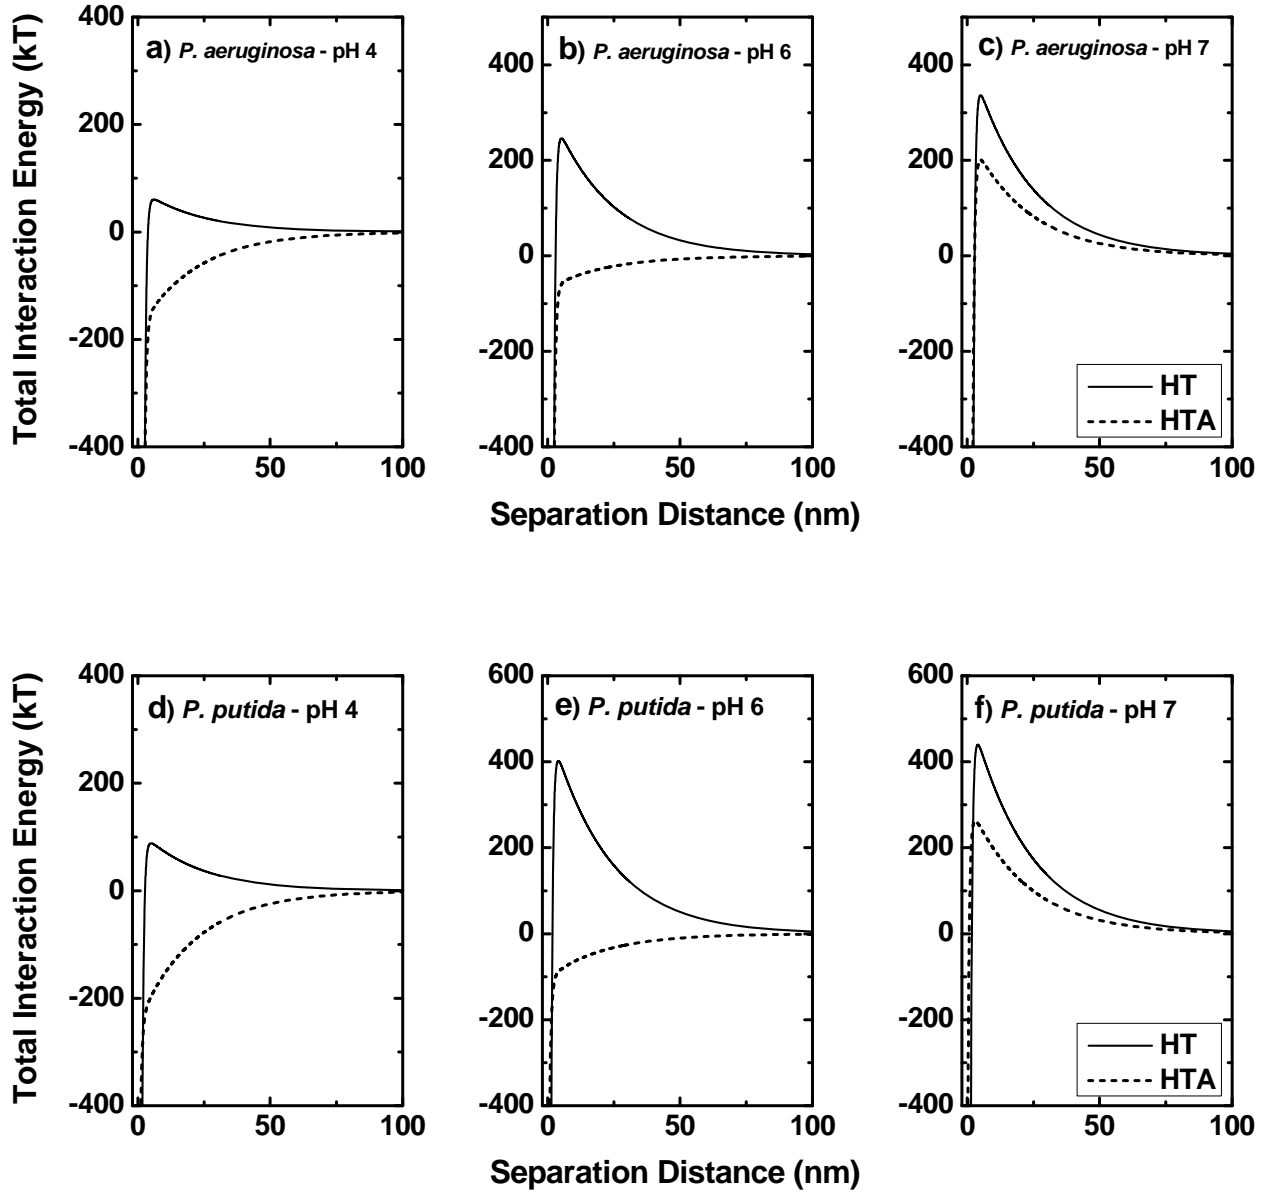 Total Interaction Energy (kT)
a) P. aeruginosa - pH 4
400
200
0
-200
-400
0 50 100
b) P. aeruginosa - pH 6
400
200
0
-200
-400
0 50 100
c) P. aeruginosa - pH 7
400
200
0
-200
-400
HT
HTA
0 50 100
Separation Distance (nm)
Total Interaction Energy (kT)
d) P. putida - pH 4
400
200
0
-200
-400
0 50 100
e) P. putida - pH 6
600
400
200
0
-200
-400
0 50 100
f) P. putida - pH 7
600
400
200
0
-200
-400
HT
HTA
0 50 100
Separation Distance (nm)